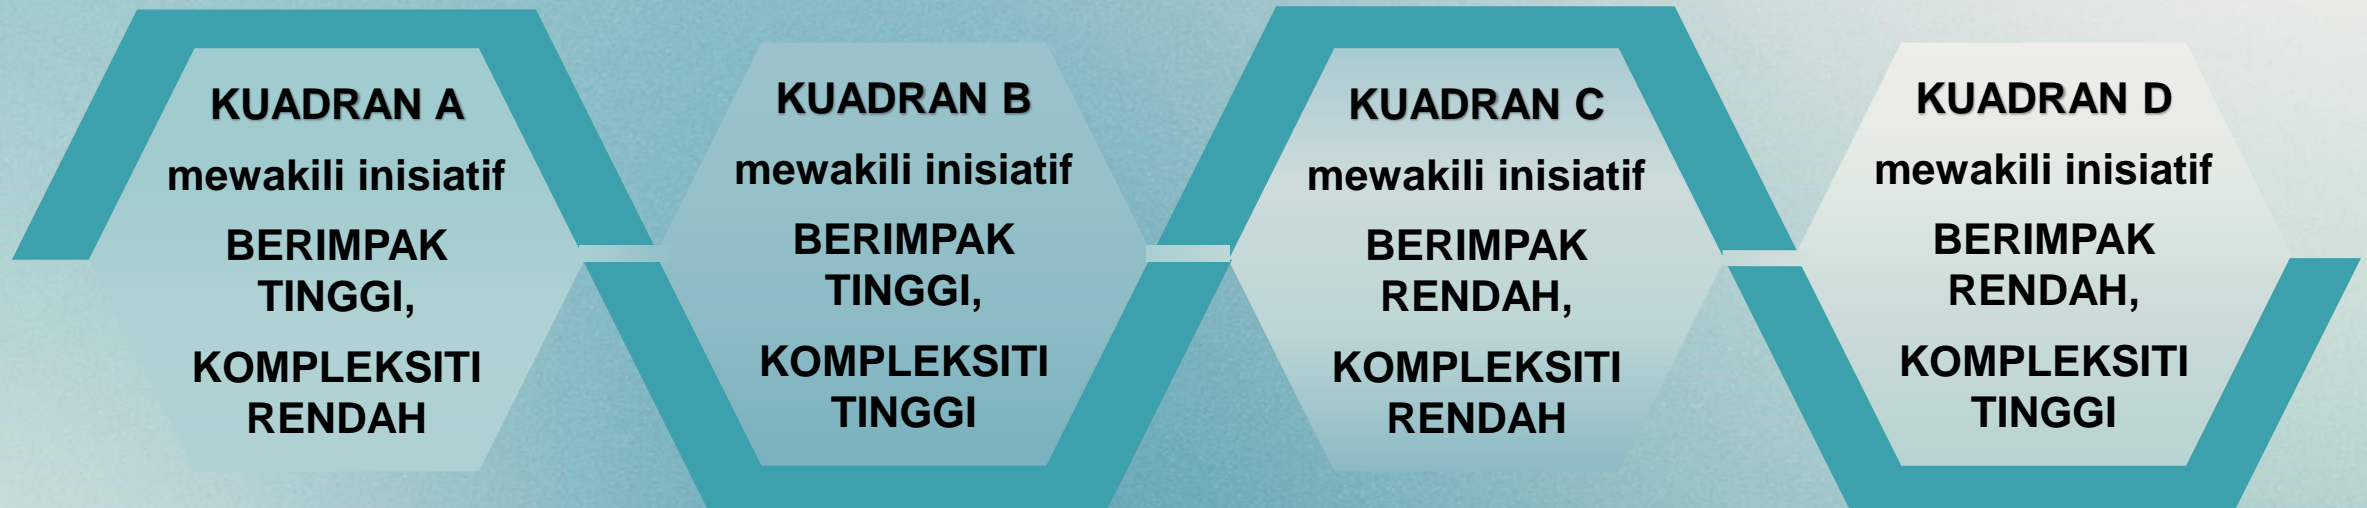 KUADRAN A
mewakili inisiatif
BERIMPAK
TINGGI,
KOMPLEKSITI
RENDAH
KUADRAN B
mewakili inisiatif
BERIMPAK
TINGGI,
KOMPLEKSITI
TINGGI
KUADRAN C
mewakili inisiatif
BERIMPAK
RENDAH,
KOMPLEKSITI
RENDAH
KUADRAN D
mewakili inisiatif
BERIMPAK
RENDAH,
KOMPLEKSITI
TINGGI